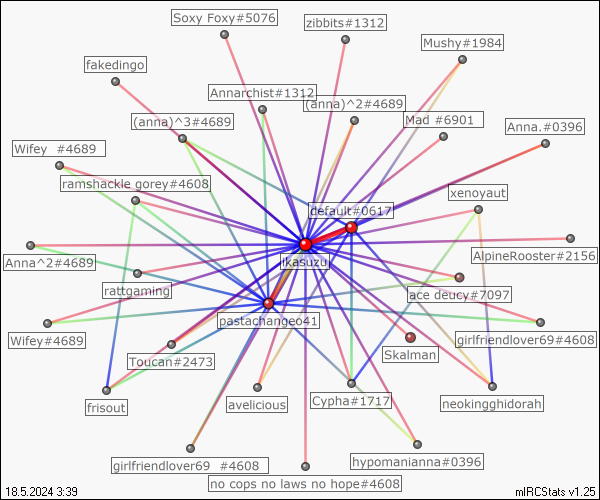 Soxy Foxy#5076
zibbits#1312
Mushy#1984
fakedingo
Annarchist#1312
(anna)^2#4689
(anna)^3#4689
Mad #6901
Anna.#0396
Wifey  #4689
ramshackle gorey#4608
xenoyaut
default#0617
jkasuzu
AlpineRooster#2156
Anna^2#4689
rattgaming
ace deucy#7097
pastachangeo41
Wifey#4689
girlfriendlover69#4608
Toucan#2473
Skalman
frisout
avelicious
Cypha#1717
neokingghidorah
girlfriendlover69  #4608
hypomanianna#0396
no cops no laws no hope#4608
18.5.2024 3:39
mIRCStats v1.25